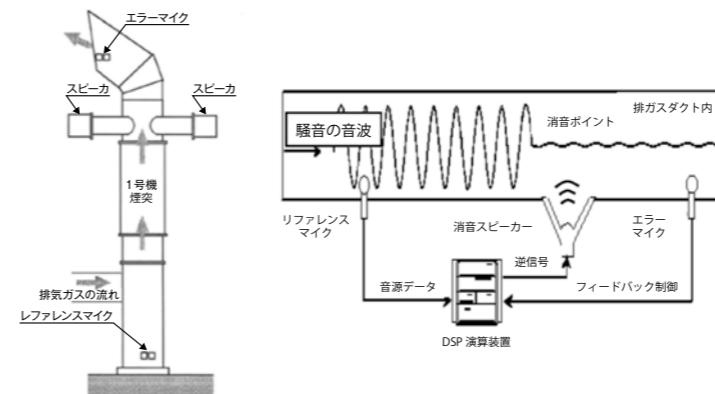 エラーマイク
スピーカ
スピーカ
1号機
煙突
排気ガスの流れ
レファレンスマイク
排ガスダクト内
消音ポイント
騒音の音波
リファレンス
マイク
消音スピーカー
エラー
マイク
逆信号
音源データ
フィードバック制御
DSP 演算装置